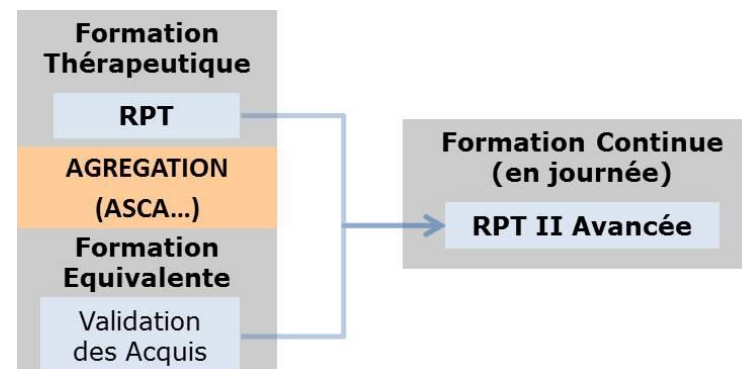 Formation
Thérapeutique
RPT
AGREGATION
(ASCA...)
Formation
Equivalente
Validation
des Acquis
Formation Continue
(en journée)
RPT II Avancée